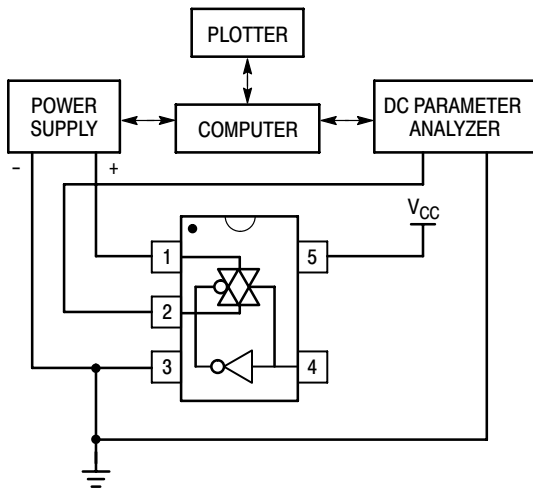 PLOTTER
POWER
SUPPLY
COMPUTER
DC PARAMETER
ANALYZER
-
+
VCC
1
5
2
3
4